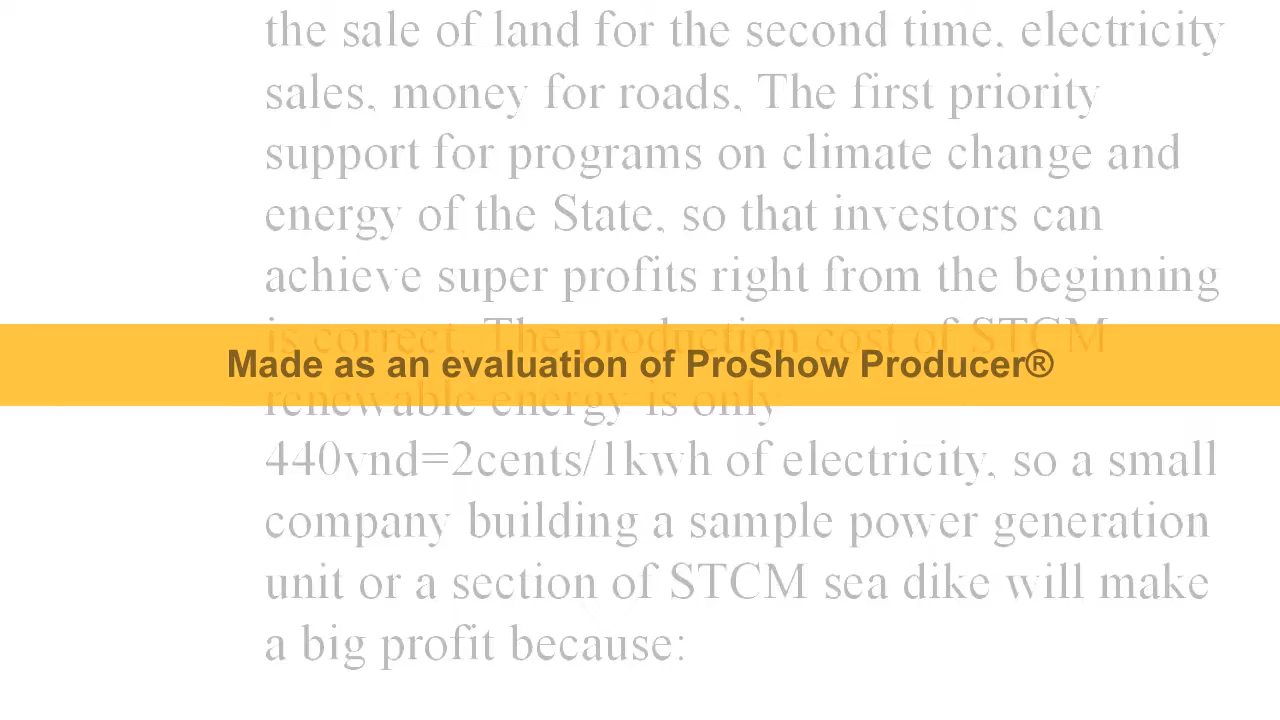 the sale of land for the second time, electricity
sales, money for roads, The first priority
support for programs on climate change and
energy of the State, so that investors can
achieve super profits right from the beginning
is correct. The production cost of STCM
Made as an evaluation of ProShow Producer®
renewable energy is only
440vnd=2cents/1kwh of electricity, so a small
company building a sample power generation
unit or a section of STCM sea dike will make
a big profit because: